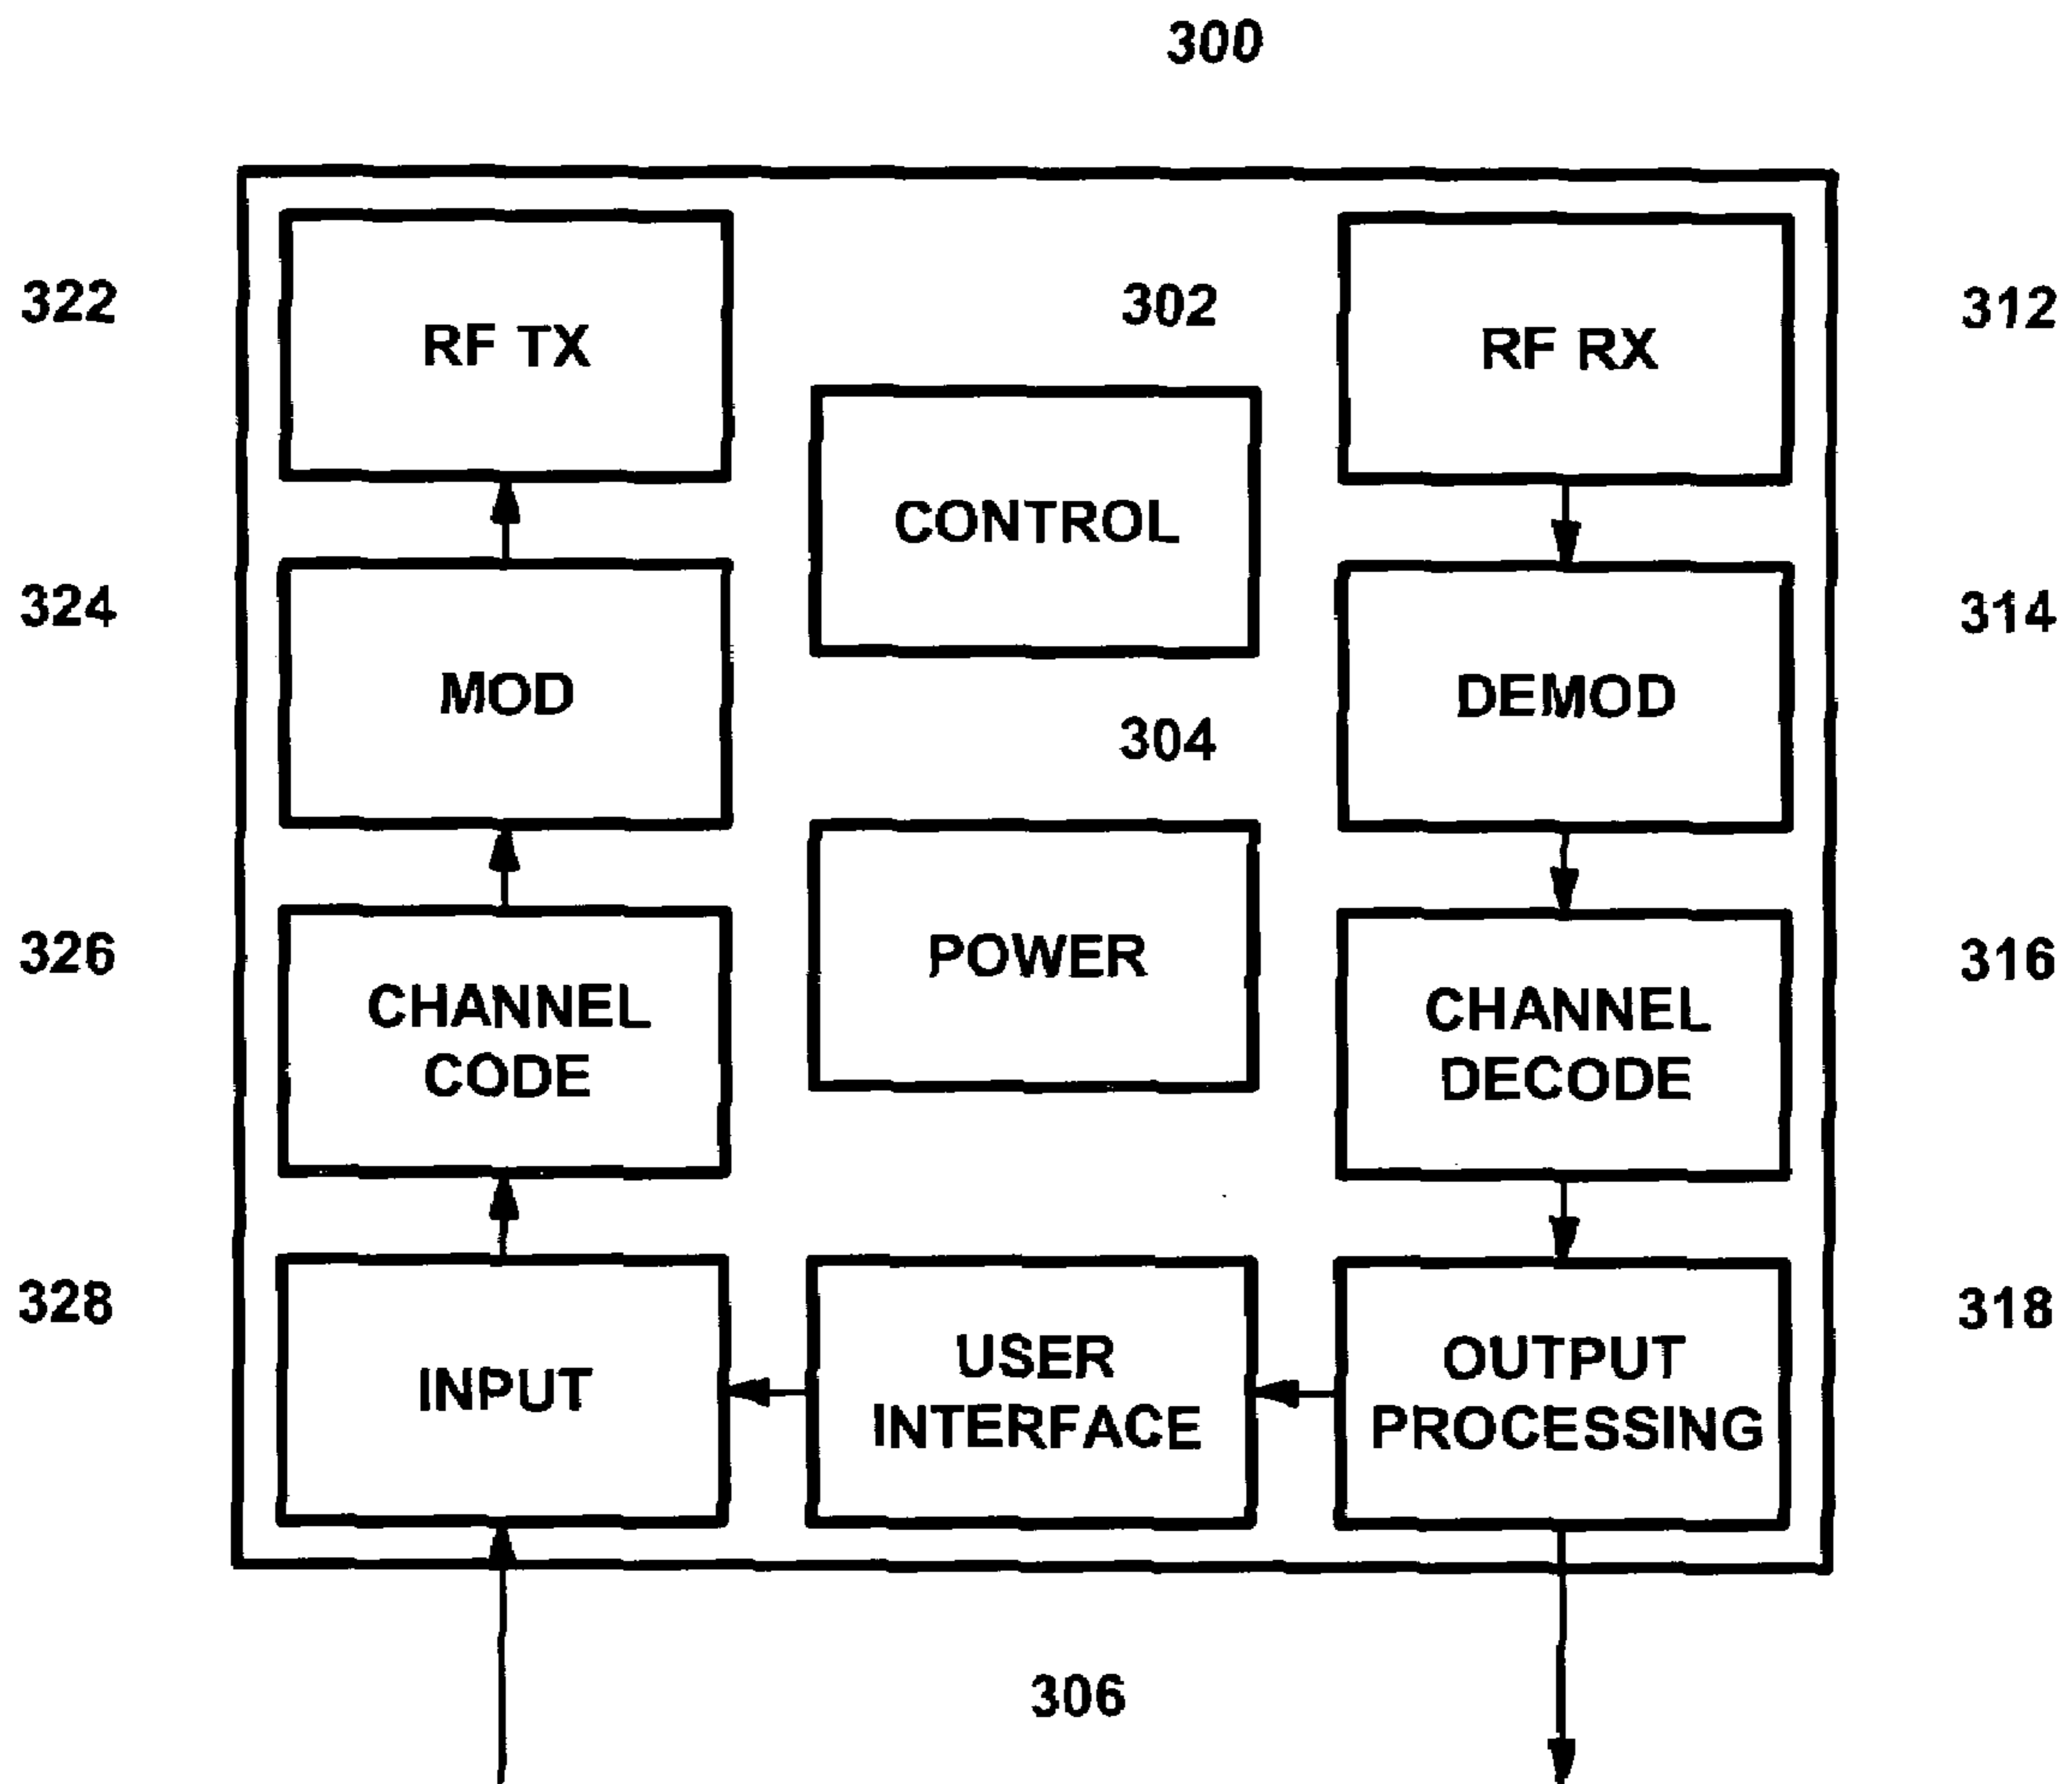 300
322
RF TX
302
RF RX
312
CONTROL
324
MOD
DEMOD
314
304
POWER
326
CHANNEL
CODE
CHANNEL
DECODE
316
328
INPUT
USER
INTERFACE
OUTPUT
PROCESSING
318
306